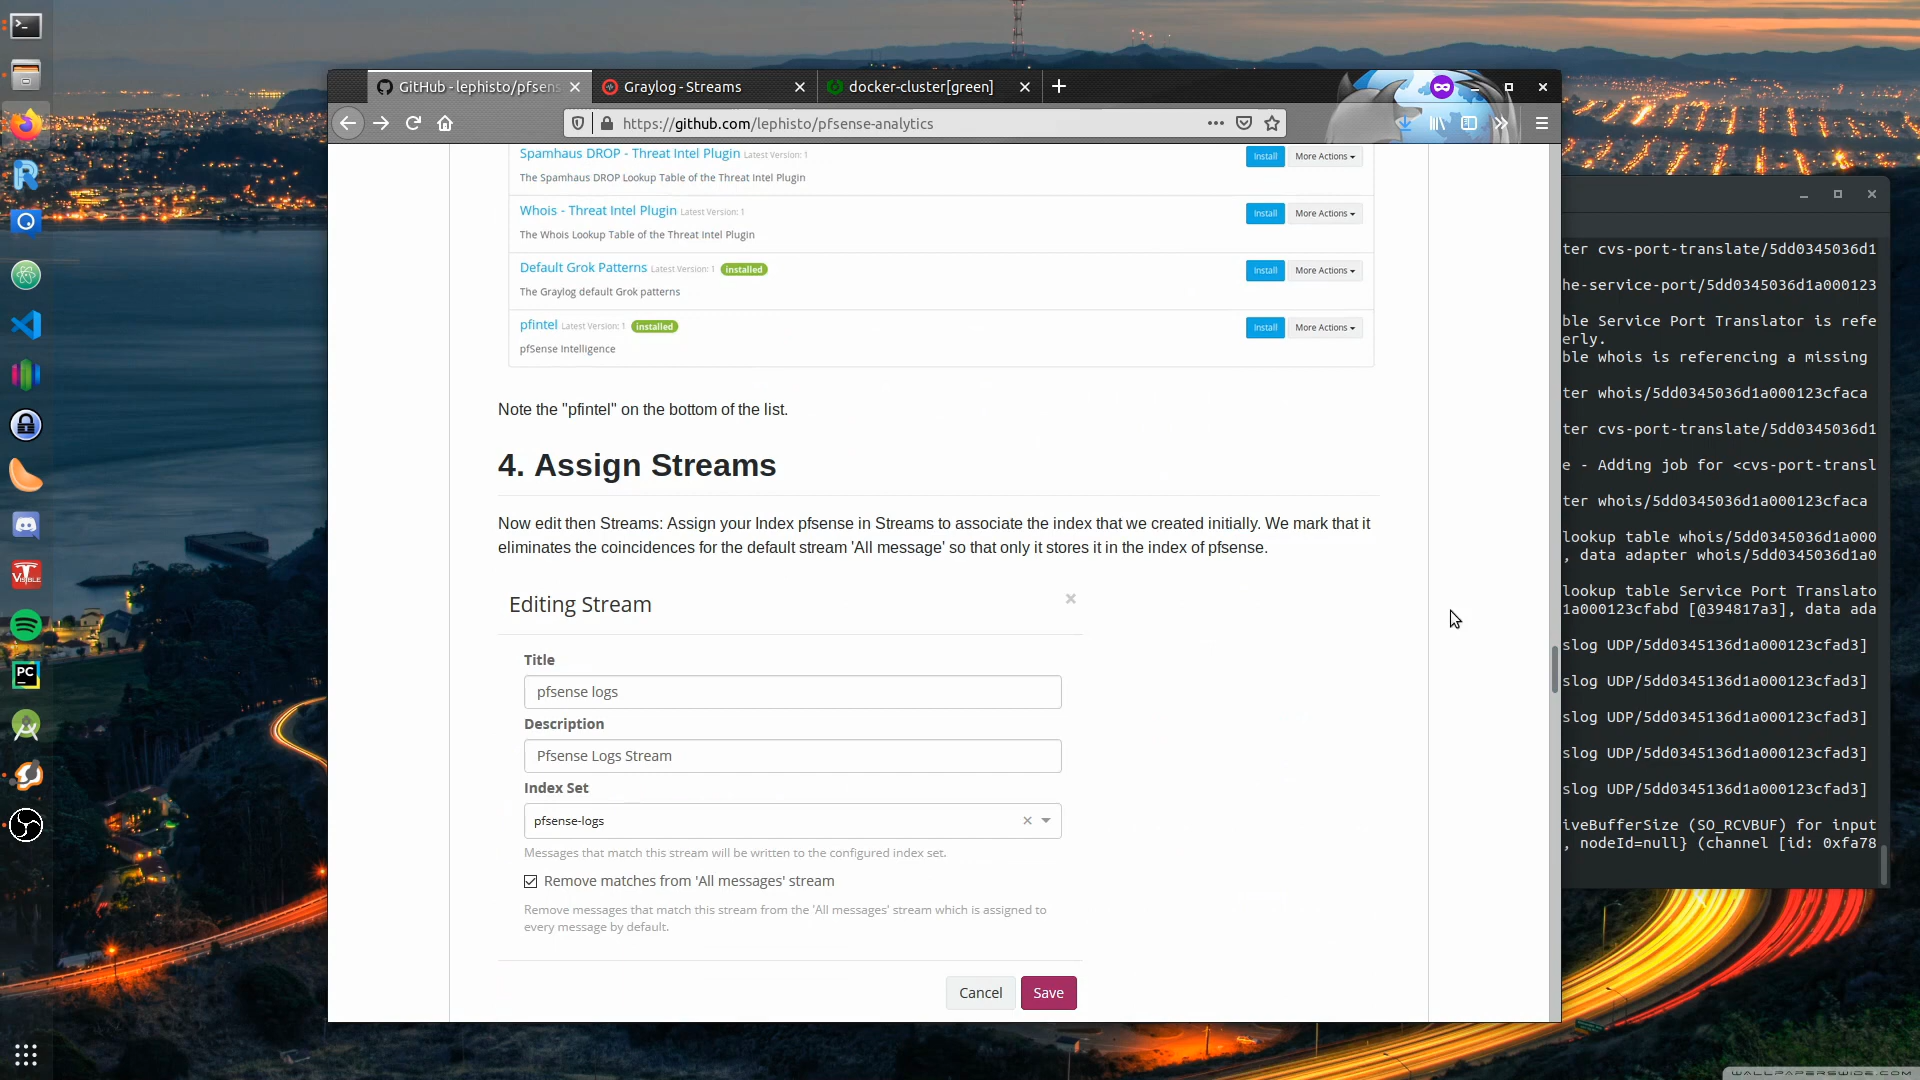 GitHub - lephisto/pfsens
Graylog - Streams
docker-cluster[green]
https://github.com/lephisto/pfsense-analytics
Spamhaus DROP - Threat Intel Plugin Latest Version: 1
Install
More Actions
The Spamhaus DROP Lookup Table of the Threat Intel Plugin
Whois - Threat Intel Plugin Latest Version: 1
Install
More Actions
The Whois Lookup Table of the Threat Intel Plugin
Default Grok Patterns Latest Version: 1 installed
Install
More Actions
The Graylog default Grok patterns
pfintel Latest Version: 1 installed
Install
More Actions
pfSense Intelligence
Note the "pfintel" on the bottom of the list.
4. Assign Streams
Now edit then Streams: Assign your Index pfsense in Streams to associate the index that we created initially. We mark that it
eliminates the coincidences for the default stream 'All message' so that only it stores it in the index of pfsense.
Editing Stream
Title
pfsense logs
Description
Pfsense Logs Stream
Index Set
pfsense-logs
Messages that match this stream will be written to the configured index set.
Remove matches from 'All messages' stream
Remove messages that match this stream from the 'All messages' stream which is assigned to
every message by default.
Cancel
Save
ter cvs-port-translate/5dd0345036d1
he-service-port/5dd0345036d1a000123
ble Service Port Translator is refe
erly.
ble whois is referencing a missing
ter whois/5dd0345036d1a000123cfaca
ter cvs-port-translate/5dd0345036d1
e - Adding job for <cvs-port-transl
ter whois/5dd0345036d1a000123cfaca
lookup table whois/5dd0345036d1a000
, data adapter whois/5dd0345036d1a0
lookup table Service Port Translato
1a000123cfabd [@394817a3], data ada
slog UDP/5dd0345136d1a000123cfad3]
slog UDP/5dd0345136d1a000123cfad3]
slog UDP/5dd0345136d1a000123cfad3]
slog UDP/5dd0345136d1a000123cfad3]
slog UDP/5dd0345136d1a000123cfad3]
iveBufferSize (SO_RCVBUF) for input
, nodeId=null} (channel [id: 0xfa78
VISIBLE
PC
WALLPAPERSWIDE.COM